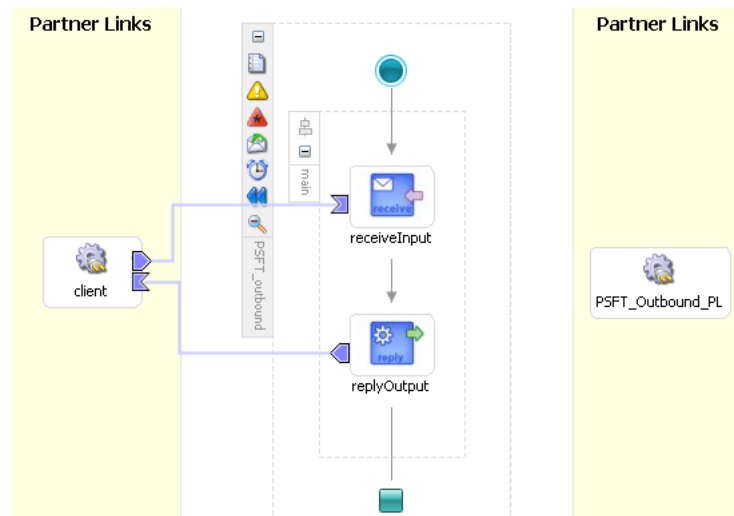 Partner Links
Partner Links
main
receive
receiveInput
PSFT_outbound
client
PSFT_Outbound_PL
reply
replyOutput